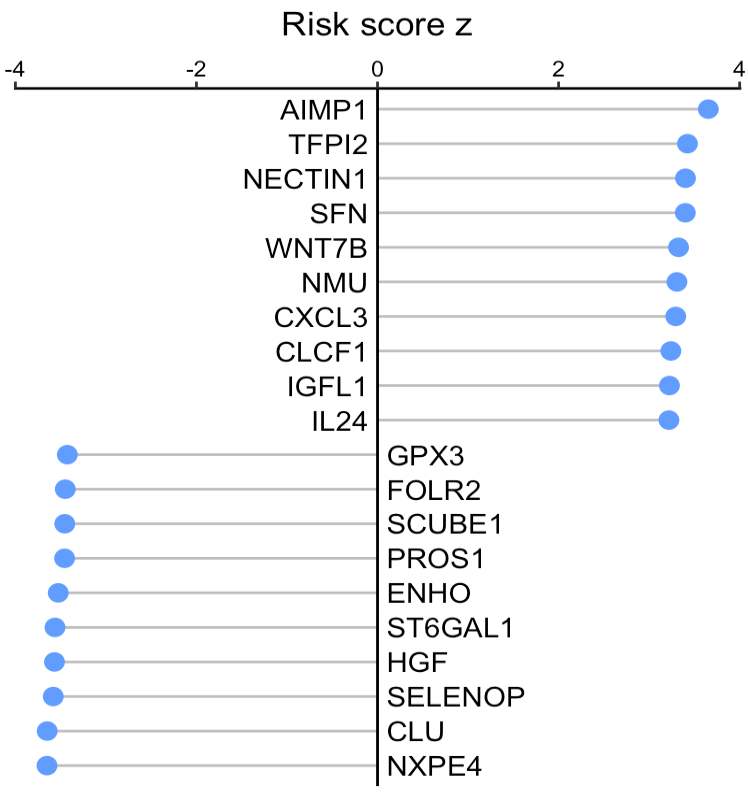 Risk score z
-4 -2 0 2 4
AIMP1
TFPI2
NECTIN1
SFN
WNT7B
NMU
CXCL3
CLCF1
IGFL1
IL24
GPX3
FOLR2
SCUBE1
PROS1
ENHO
ST6GAL1
HGF
SELENOP
CLU
NXPE4